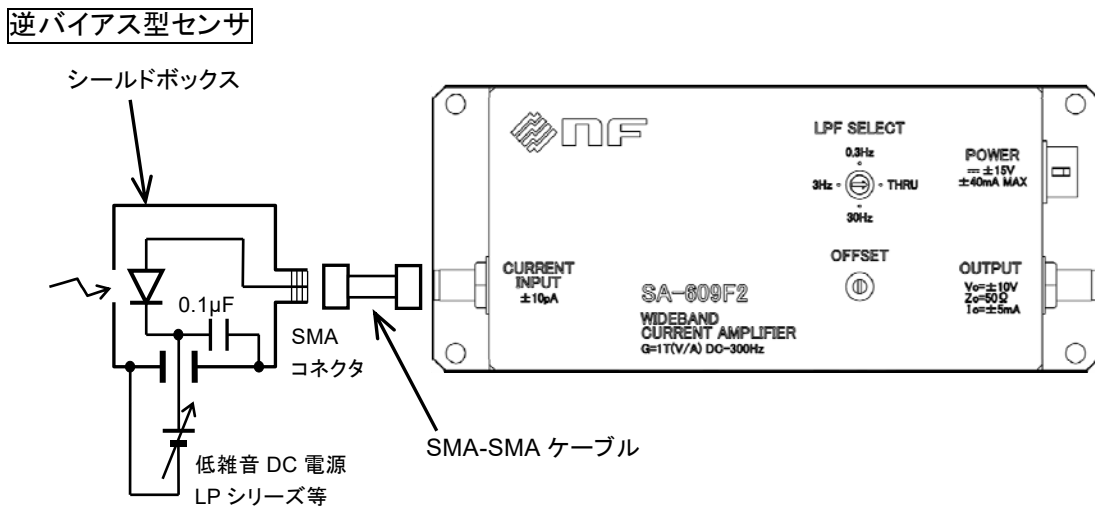 逆バイアス型センサ
シールドボックス
0.1μF
SMA
コネクタ
低雑音 DC 電源
LP シリーズ等
SMA-SMA ケーブル
NF
LPF SELECT
0.3Hz
3Hz
THRU
30Hz
POWER
⎓ ±15V
±40mA MAX
CURRENT
INPUT
±10pA
OFFSET
SA-609F2
WIDEBAND
CURRENT AMPLIFIER
G=1T(V/A) DC-300Hz
OUTPUT
Vo=±10V
Zo=50Ω
Io=±5mA